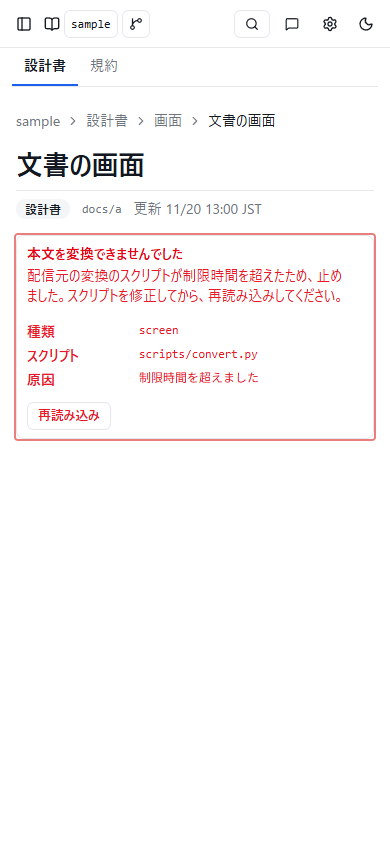 sample
設計書 規約
sample > 設計書 > 画面 > 文書の画面
文書の画面
設計書 docs/a 更新 11/20 13:00 JST
本文を変換できませんでした
配信元の変換のスクリプトが制限時間を超えたため、止め
ました。スクリプトを修正してから、再読み込みしてください。
種類 screen
スクリプト scripts/convert.py
原因 制限時間を超えました
再読み込み